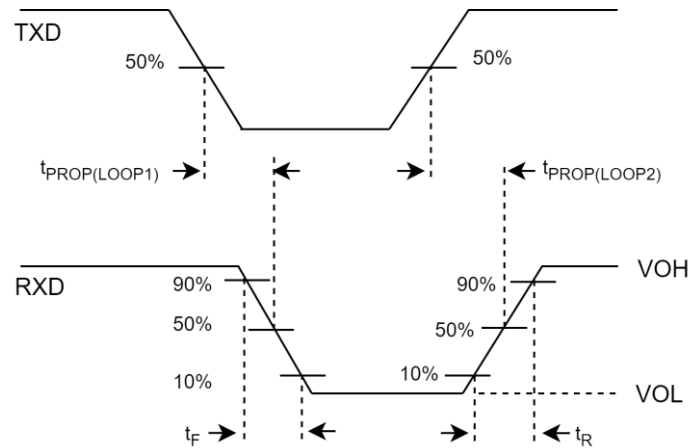 TXD
50%
50%
tPROP(LOOP1)
tPROP(LOOP2)
RXD
VOH
90%
90%
50%
50%
10%
10%
VOL
tF
tR